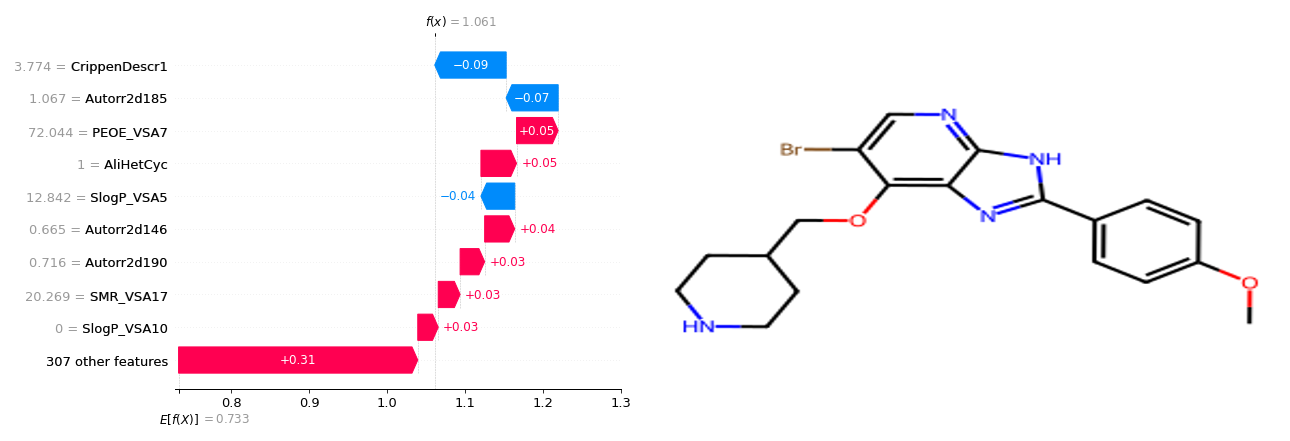 f(x) = 1.061
3.774 = CrippenDescr1
−0.09
1.067 = Autorr2d185
−0.07
72.044 = PEOE_VSA7
+0.05
1 = AliHetCyc
+0.05
12.842 = SlogP_VSA5
−0.04
0.665 = Autorr2d146
+0.04
0.716 = Autorr2d190
+0.03
20.269 = SMR_VSA17
+0.03
0 = SlogP_VSA10
+0.03
307 other features
+0.31
0.8 0.9 1.0 1.1 1.2 1.3
E[f(X)] = 0.733
N
Br
NH
N
O
O
HN